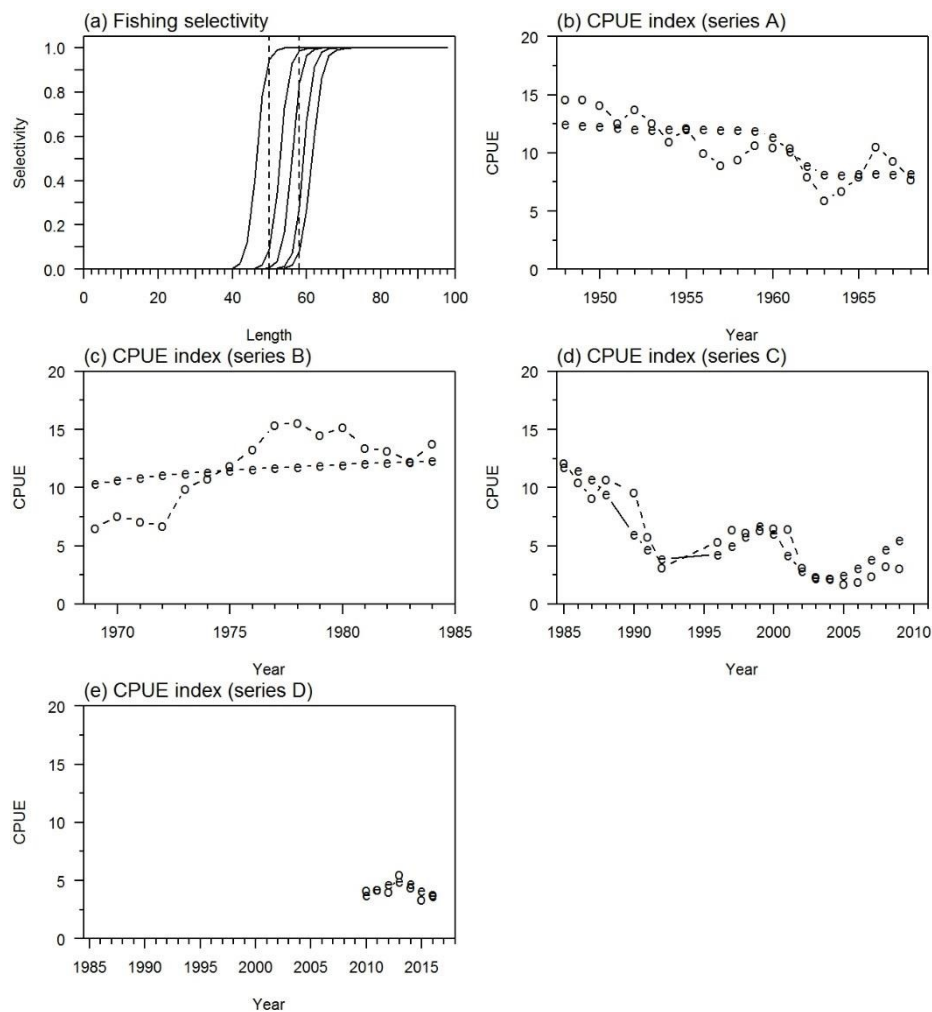 (a) Fishing selectivity
Selectivity
1.0
0.8
0.6
0.4
0.2
0.0
0 20 40 60 80 100
Length
(b) CPUE index (series A)
CPUE
20
15
10
5
0
1950 1955 1960 1965
Year
(c) CPUE index (series B)
CPUE
20
15
10
5
0
1970 1975 1980 1985
Year
(d) CPUE index (series C)
CPUE
20
15
10
5
0
1985 1990 1995 2000 2005 2010
Year
(e) CPUE index (series D)
CPUE
20
15
10
5
0
1985 1990 1995 2000 2005 2010 2015
Year